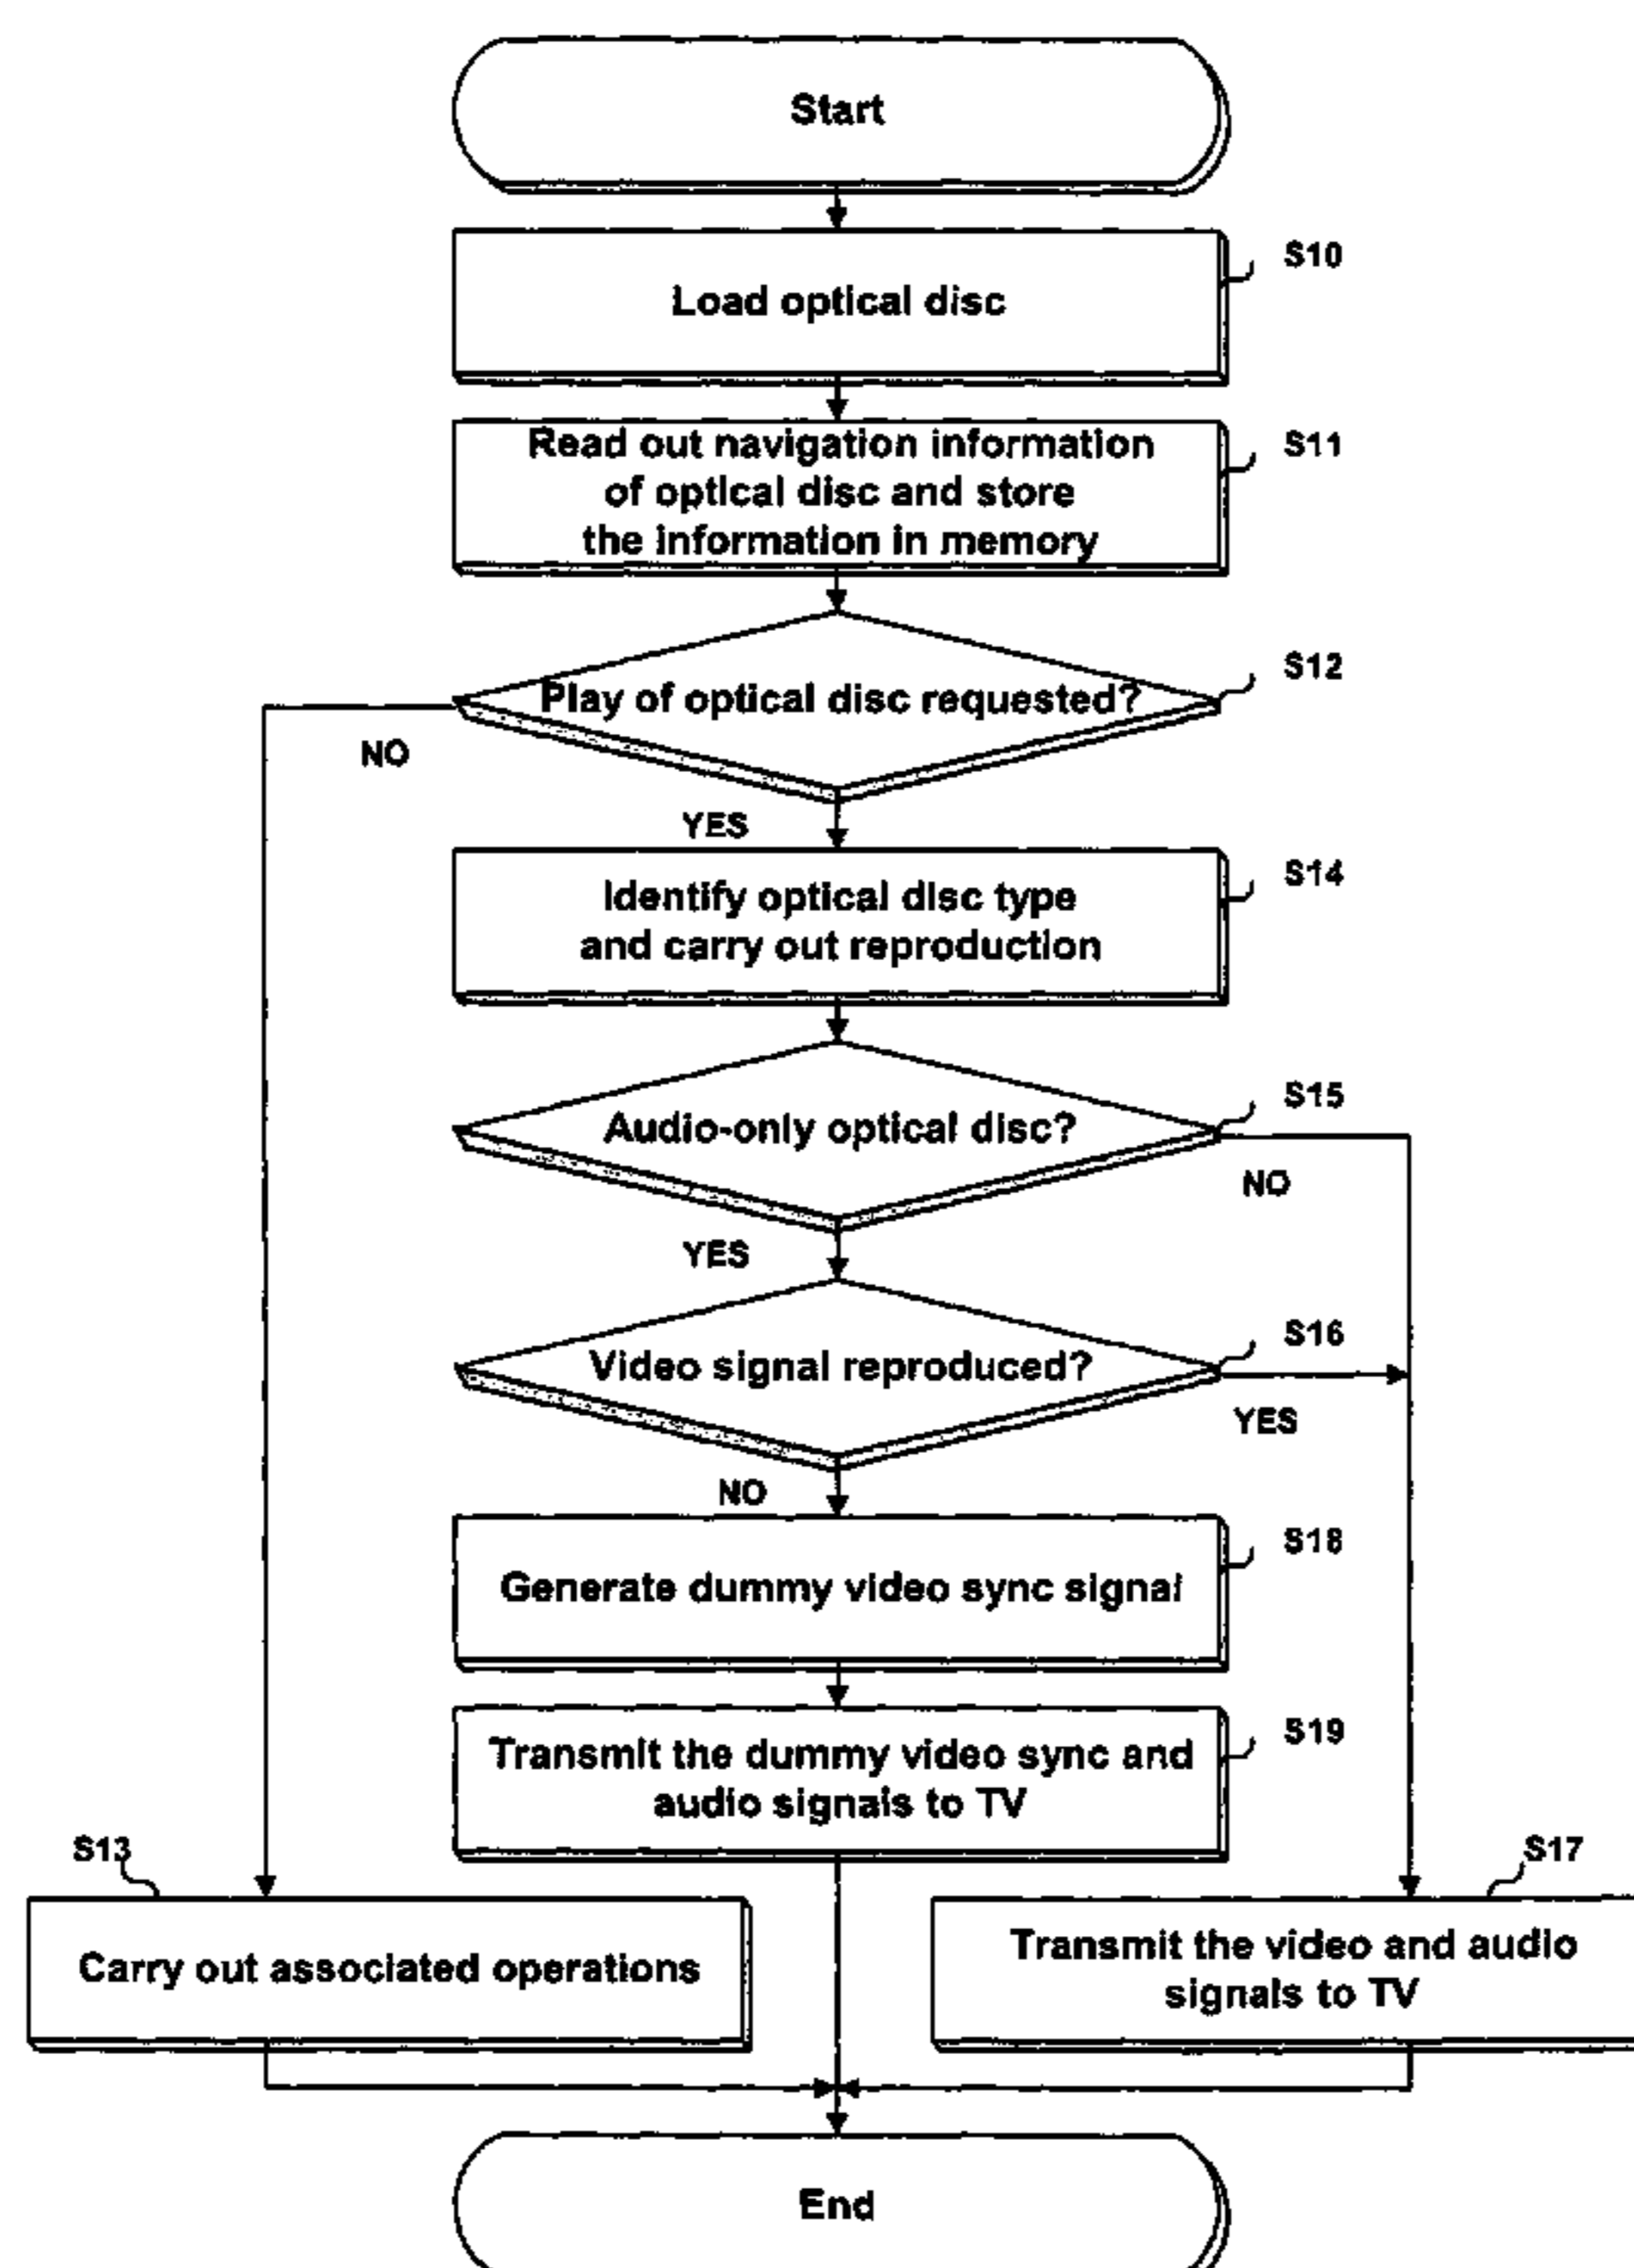 Start
Load optical disc
S10
Read out navigation information
of optical disc and store
the information in memory
S11
Play of optical disc requested?
S12
NO
YES
Identify optical disc type
and carry out reproduction
S14
Audio-only optical disc?
S15
NO
YES
Video signal reproduced?
S16
YES
NO
Generate dummy video sync signal
S18
Transmit the dummy video sync and
audio signals to TV
S19
S13
Carry out associated operations
S17
Transmit the video and audio
signals to TV
End